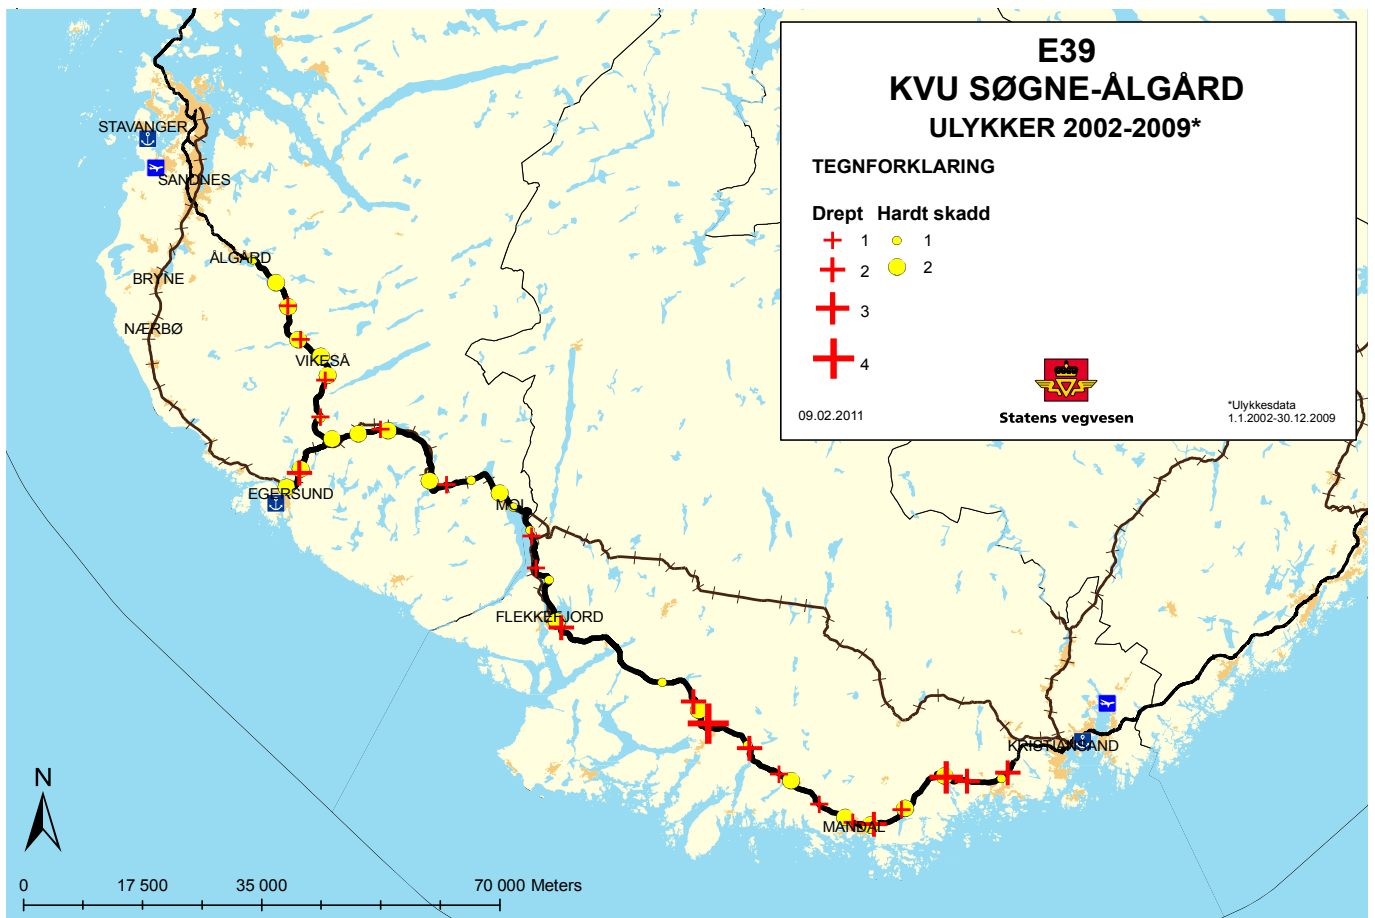 E39
KVU SØGNE-ÅLGÅRD
ULYKKER 2002-2009*
TEGNFORKLARING
Drept Hardt skadd
1 1
2 2
3
4
09.02.2011
Statens vegvesen
*Ulykkesdata
1.1.2002-30.12.2009
STAVANGER
SANDNES
ÅLGÅRD
BRYNE
NÆRBØ
VIKESÅ
EGERSUND
MOI
FLEKKEFJORD
KRISTIANSAND
MANDAL
N
0 17 500 35 000 70 000 Meters